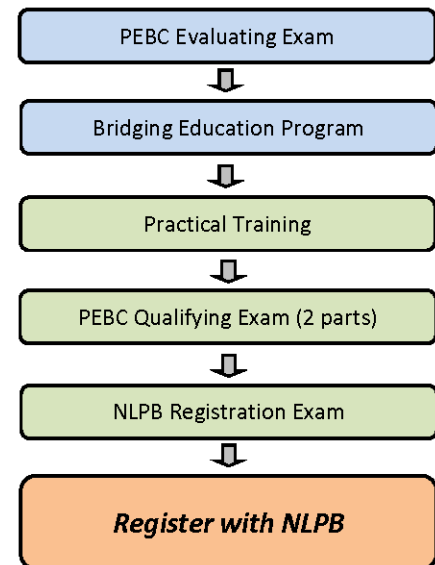 PEBC Evaluating Exam
Bridging Education Program
Practical Training
PEBC Qualifying Exam (2 parts)
NLPB Registration Exam
Register with NLPB